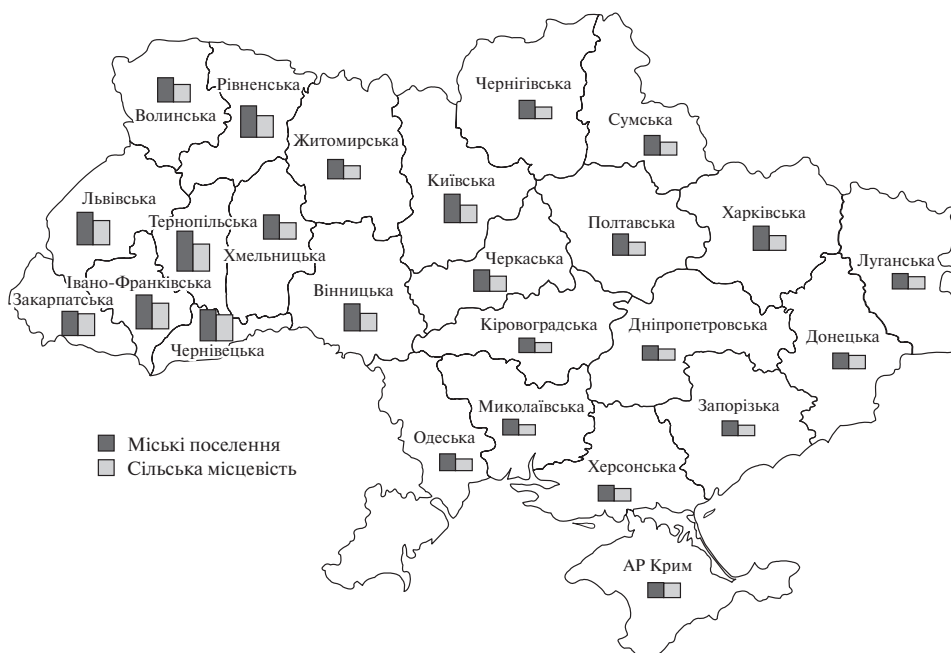 Чернігівська
Рівненська
Волинська
Сумська
Житомирська
Київська
Львівська
Тернопільська
Полтавська
Харківська
Хмельницька
Черкаська
Луганська
Івано-Франківська
Закарпатська
Вінницька
Кіровоградська
Дніпропетровська
Донецька
Чернівецька
Запорізька
Миколаївська
Одеська
Міські поселення
Сільська місцевість
Херсонська
АР Крим